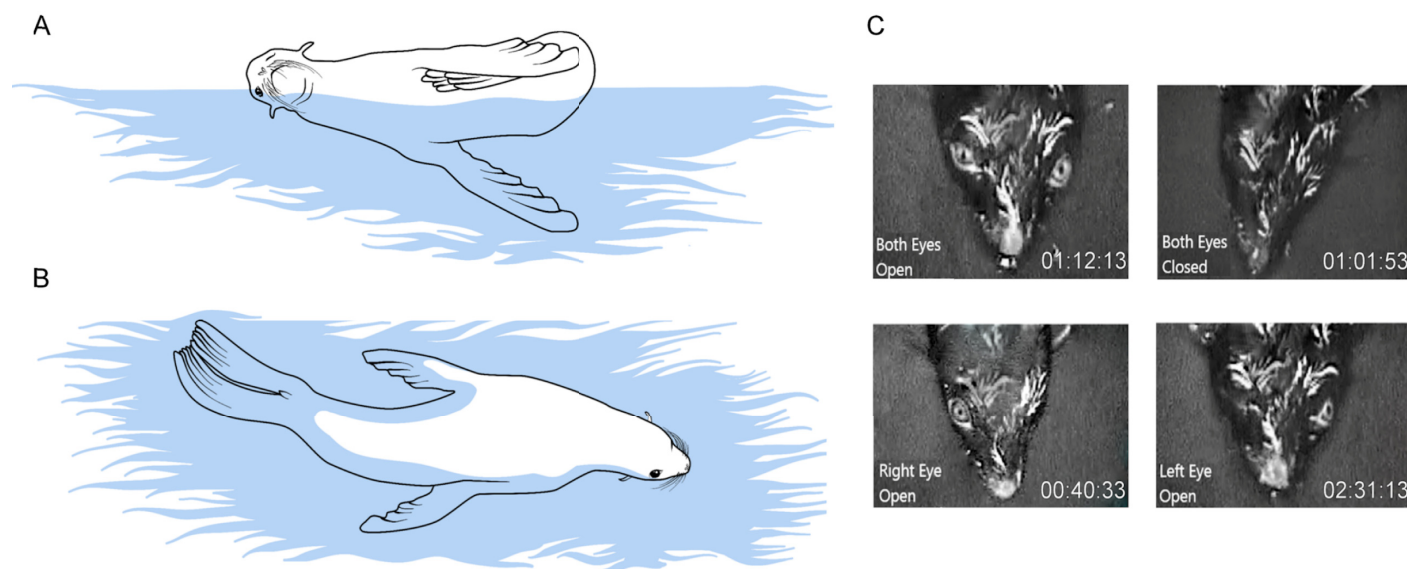 A
B
C
Both Eyes
Open
01:12:13
Both Eyes
Closed
01:01:53
Right Eye
Open
00:40:33
Left Eye
Open
02:31:13